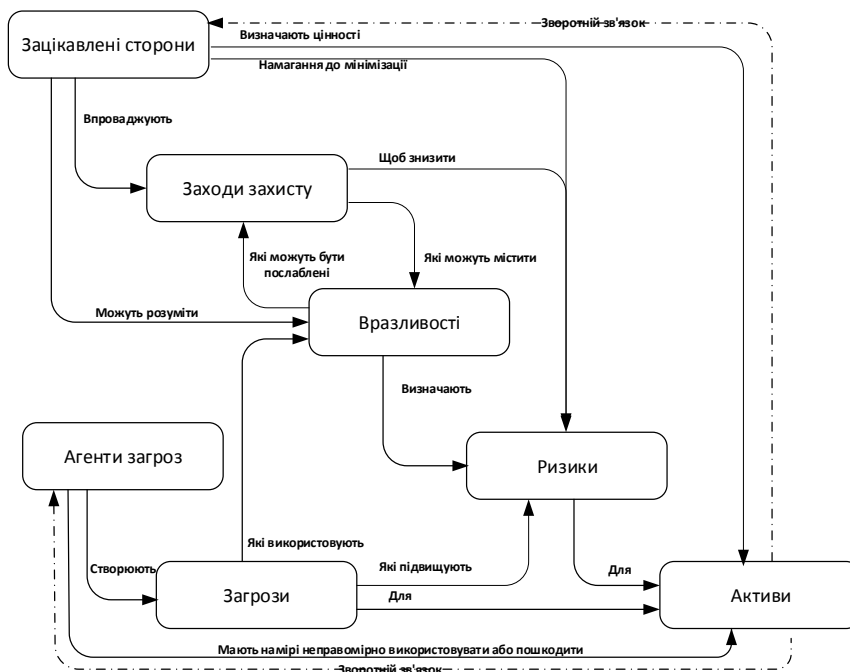 Зворотній зв'язок
Визначають цінності
Зацікавлені сторони
Намагання до мінімізації
Впроваджують
Щоб знизити
Заходи захисту
Які можуть бути
послаблені
Які можуть містити
Можуть розуміти
Вразливості
Визначають
Агенти загроз
Ризики
Які використовують
Створюють
Які підвищують
Для
Для
Загрози
Активи
Мають намірі неправомірно використовувати або пошкодити
Зворотній зв'язок